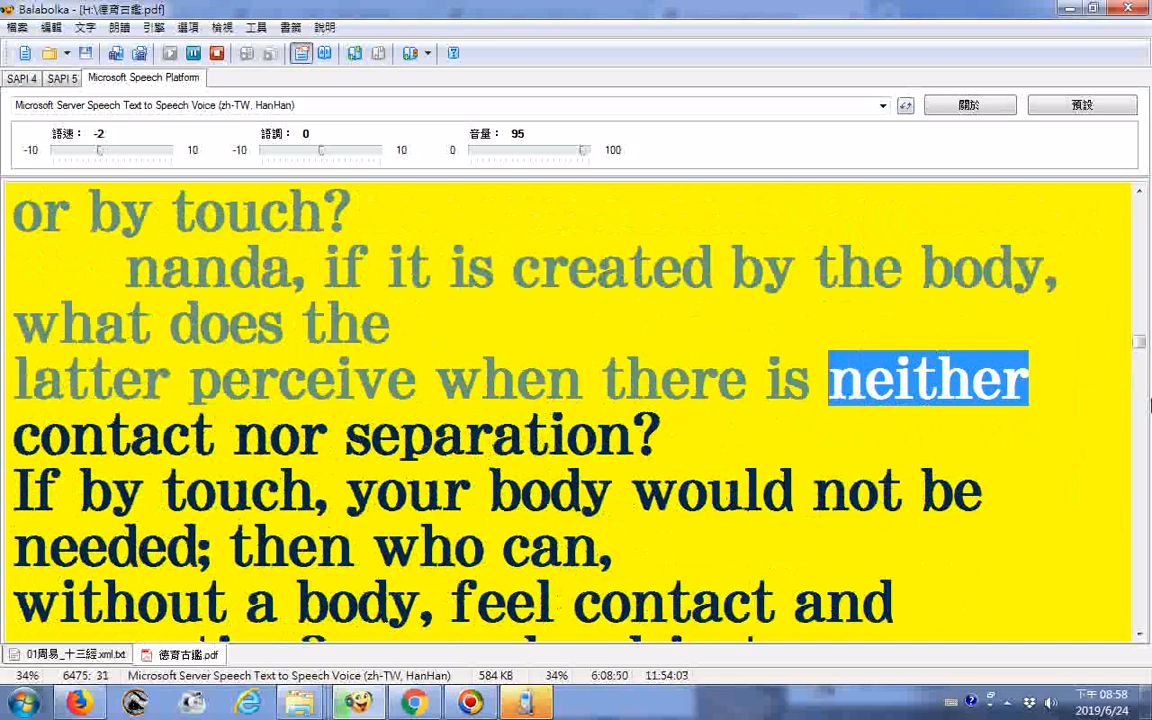 Balabolka - [H:\德育古鑑.pdf]
檔案 編輯 文字 朗讀 引擎 選項 檢視 工具 書籤 說明
SAPI 4 SAPI 5 Microsoft Speech Platform
Microsoft Server Speech Text to Speech Voice (zh-TW, HanHan) 關於 預設
語速： -2 語調： 0 音量： 95
-10 10 -10 10 0 100
or by touch?
nanda, if it is created by the body,
what does the
latter perceive when there is neither
contact nor separation?
If by touch, your body would not be
needed; then who can,
without a body, feel contact and
01周易_十三經.xml.txt 德育古鑑.pdf
34% 6475: 31 Microsoft Server Speech Text to Speech Voice (zh-TW, HanHan) 584 KB 34% 6:08:50 11:54:03
下午 08:58
2019/6/24